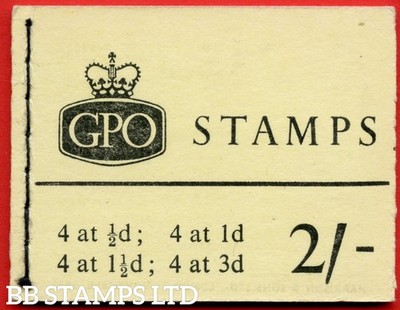 GPO STAMPS
4 at ½d; 4 at 1d
4 at 1½d; 4 at 3d
2/-
BB STAMPS LTD